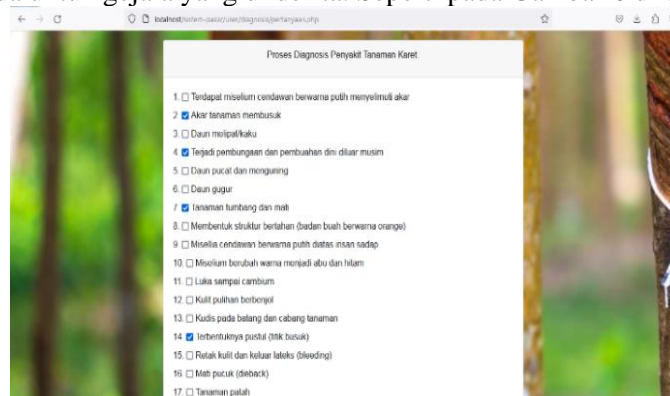 localhost/sistem-pakar/user/diagnosis/pertanyaan.php
Proses Diagnosis Penyakit Tanaman Karet
1. Terdapat miselium cendawan berwarna putih menyelimuti akar
2. Akar tanaman membusuk
3. Daun melipat/kaku
4. Terjadi pembungaan dan pembuahan dini diluar musim
5. Daun pucat dan menguning
6. Daun gugur
7. Tanaman tumbang dan mati
8. Membentuk struktur bertahan (badan buah berwarna orange)
9. Miselia cendawan berwarna putih diatas irisan sadap
10. Miselium berubah warna menjadi abu dan hitam
11. Luka sampai cambium
12. Kulit pulihan berbenjol
13. Kudis pada batang dan cabang tanaman
14. Terbentuknya pustul (titik busuk)
15. Retak kulit dan keluar lateks (bleeding)
16. Mati pucuk (dieback)
17. Tanaman patah